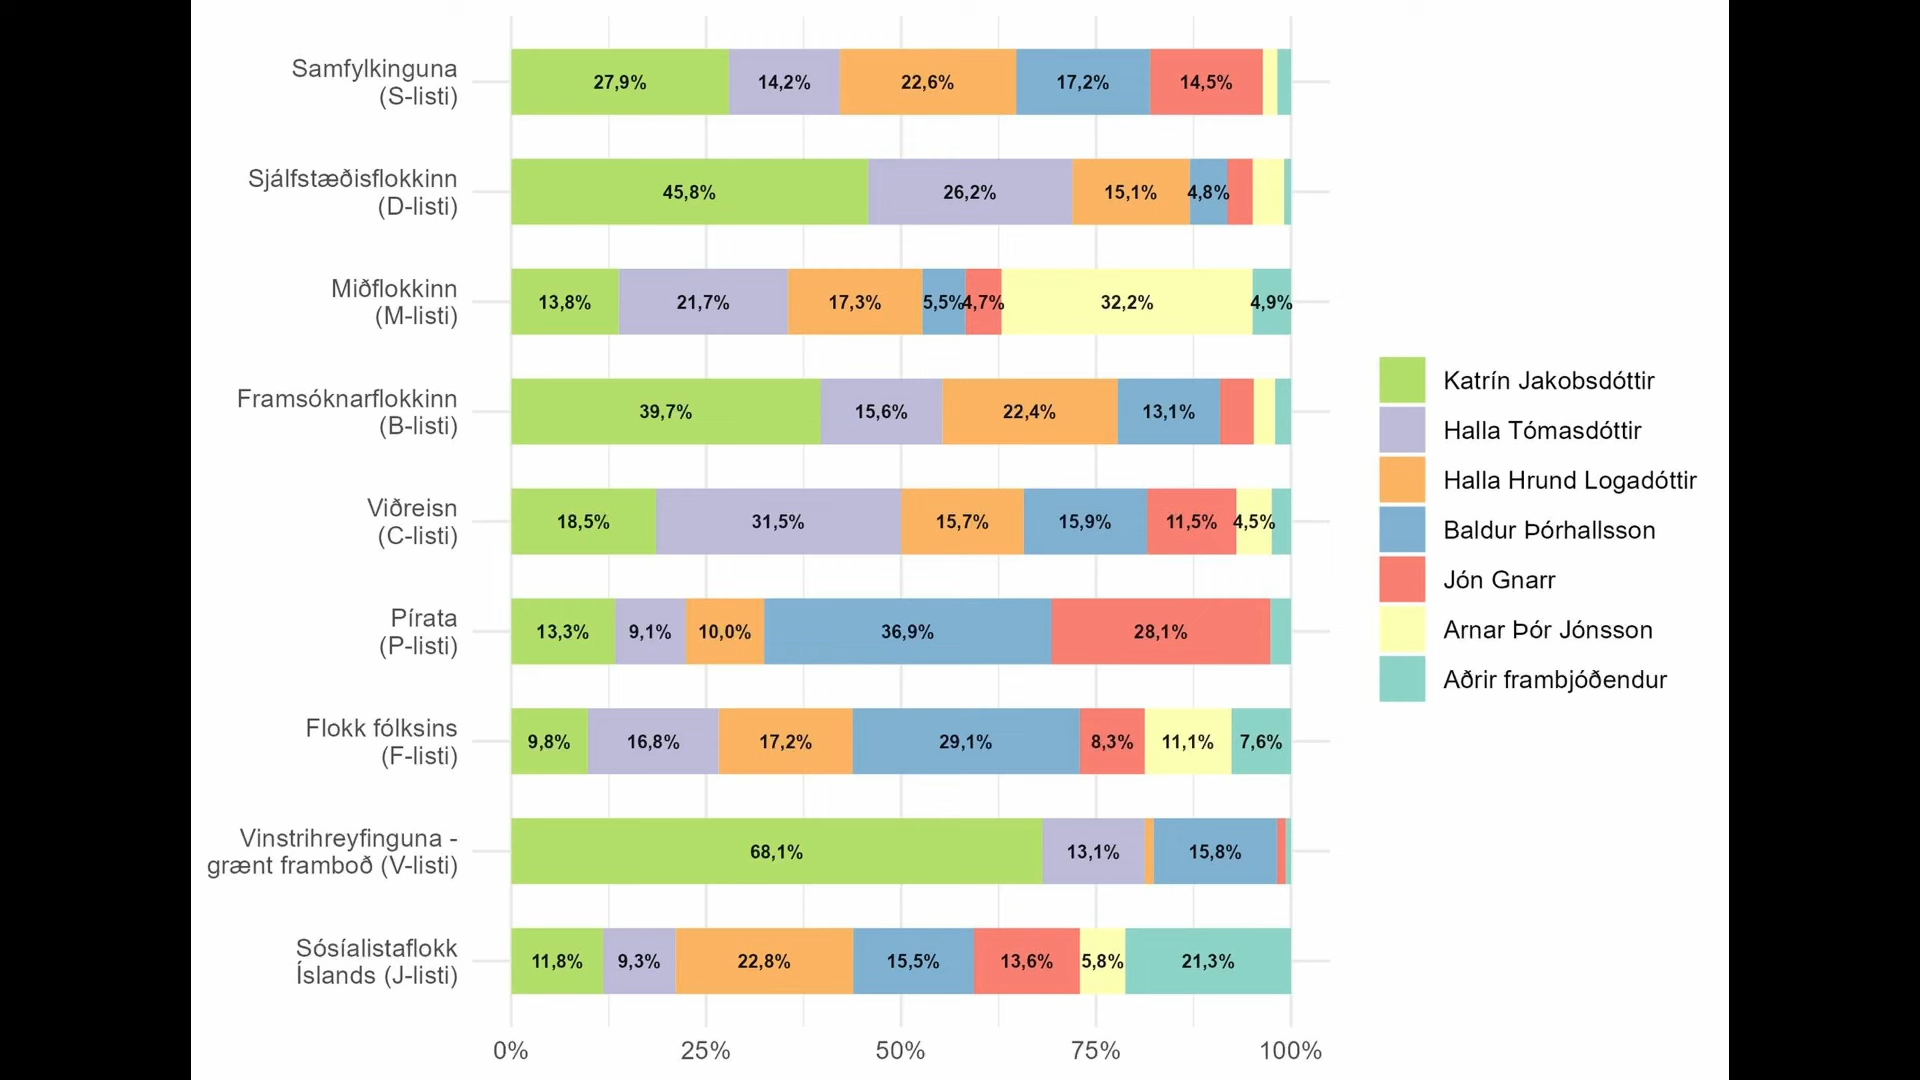 Samfylkinguna
(S-listi)
27,9% 14,2% 22,6% 17,2% 14,5%
Sjálfstæðisflokkinn
(D-listi)
45,8% 26,2% 15,1% 4,8%
Miðflokkinn
(M-listi)
13,8% 21,7% 17,3% 5,5% 4,7% 32,2% 4,9%
Framsóknarflokkinn
(B-listi)
39,7% 15,6% 22,4% 13,1%
Viðreisn
(C-listi)
18,5% 31,5% 15,7% 15,9% 11,5% 4,5%
Pírata
(P-listi)
13,3% 9,1% 10,0% 36,9% 28,1%
Flokk fólksins
(F-listi)
9,8% 16,8% 17,2% 29,1% 8,3% 11,1% 7,6%
Vinstrihreyfinguna -
grænt framboð (V-listi)
68,1% 13,1% 15,8%
Sósíalistaflokk
Íslands (J-listi)
11,8% 9,3% 22,8% 15,5% 13,6% 5,8% 21,3%
0% 25% 50% 75% 100%
Katrín Jakobsdóttir
Halla Tómasdóttir
Halla Hrund Logadóttir
Baldur Þórhallsson
Jón Gnarr
Arnar Þór Jónsson
Aðrir frambjóðendur